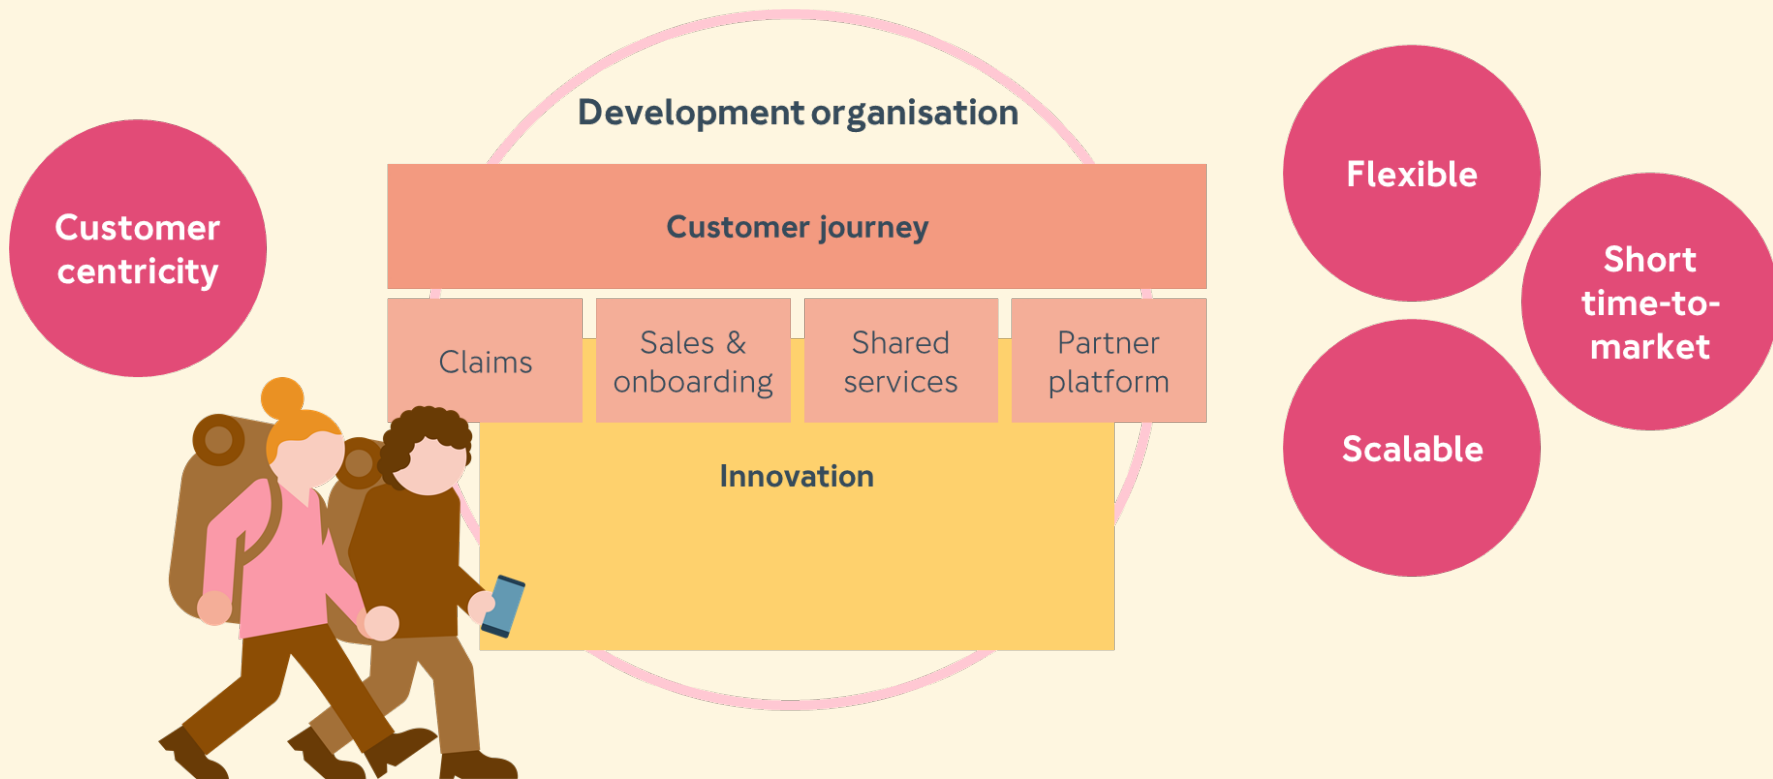 Development organisation
Customer
centricity
Customer journey
Claims
Sales &
onboarding
Shared
services
Partner
platform
Innovation
Flexible
Short
time-to-
market
Scalable